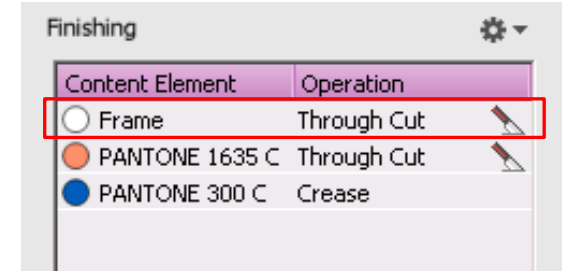 Finishing
Content Element Operation
Frame Through Cut
PANTONE 1635 C Through Cut
PANTONE 300 C Crease